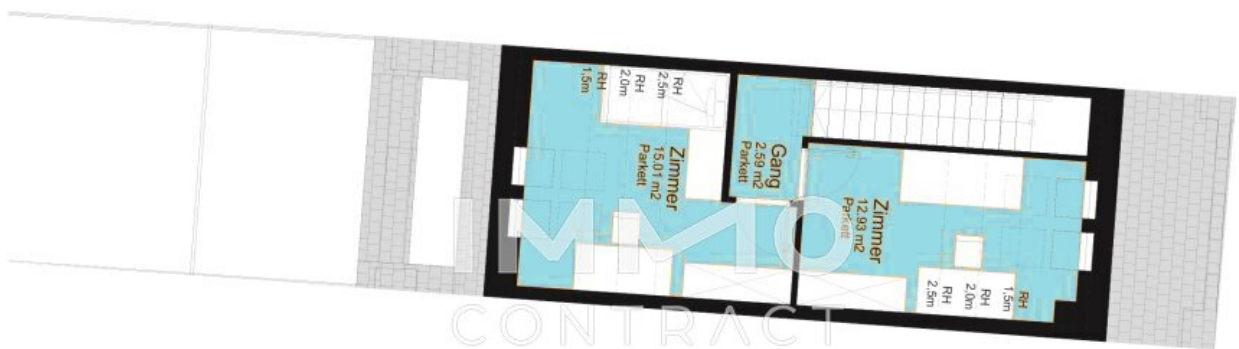 RH
1,5m
RH
2,0m
RH
2,5m
Zimmer
15.01 m2
Parkett
Gang
2.59 m2
Parkett
Zimmer
12.93 m2
Parkett
RH
1,5m
RH
2,0m
RH
2,5m
IMMO
CONTRACT